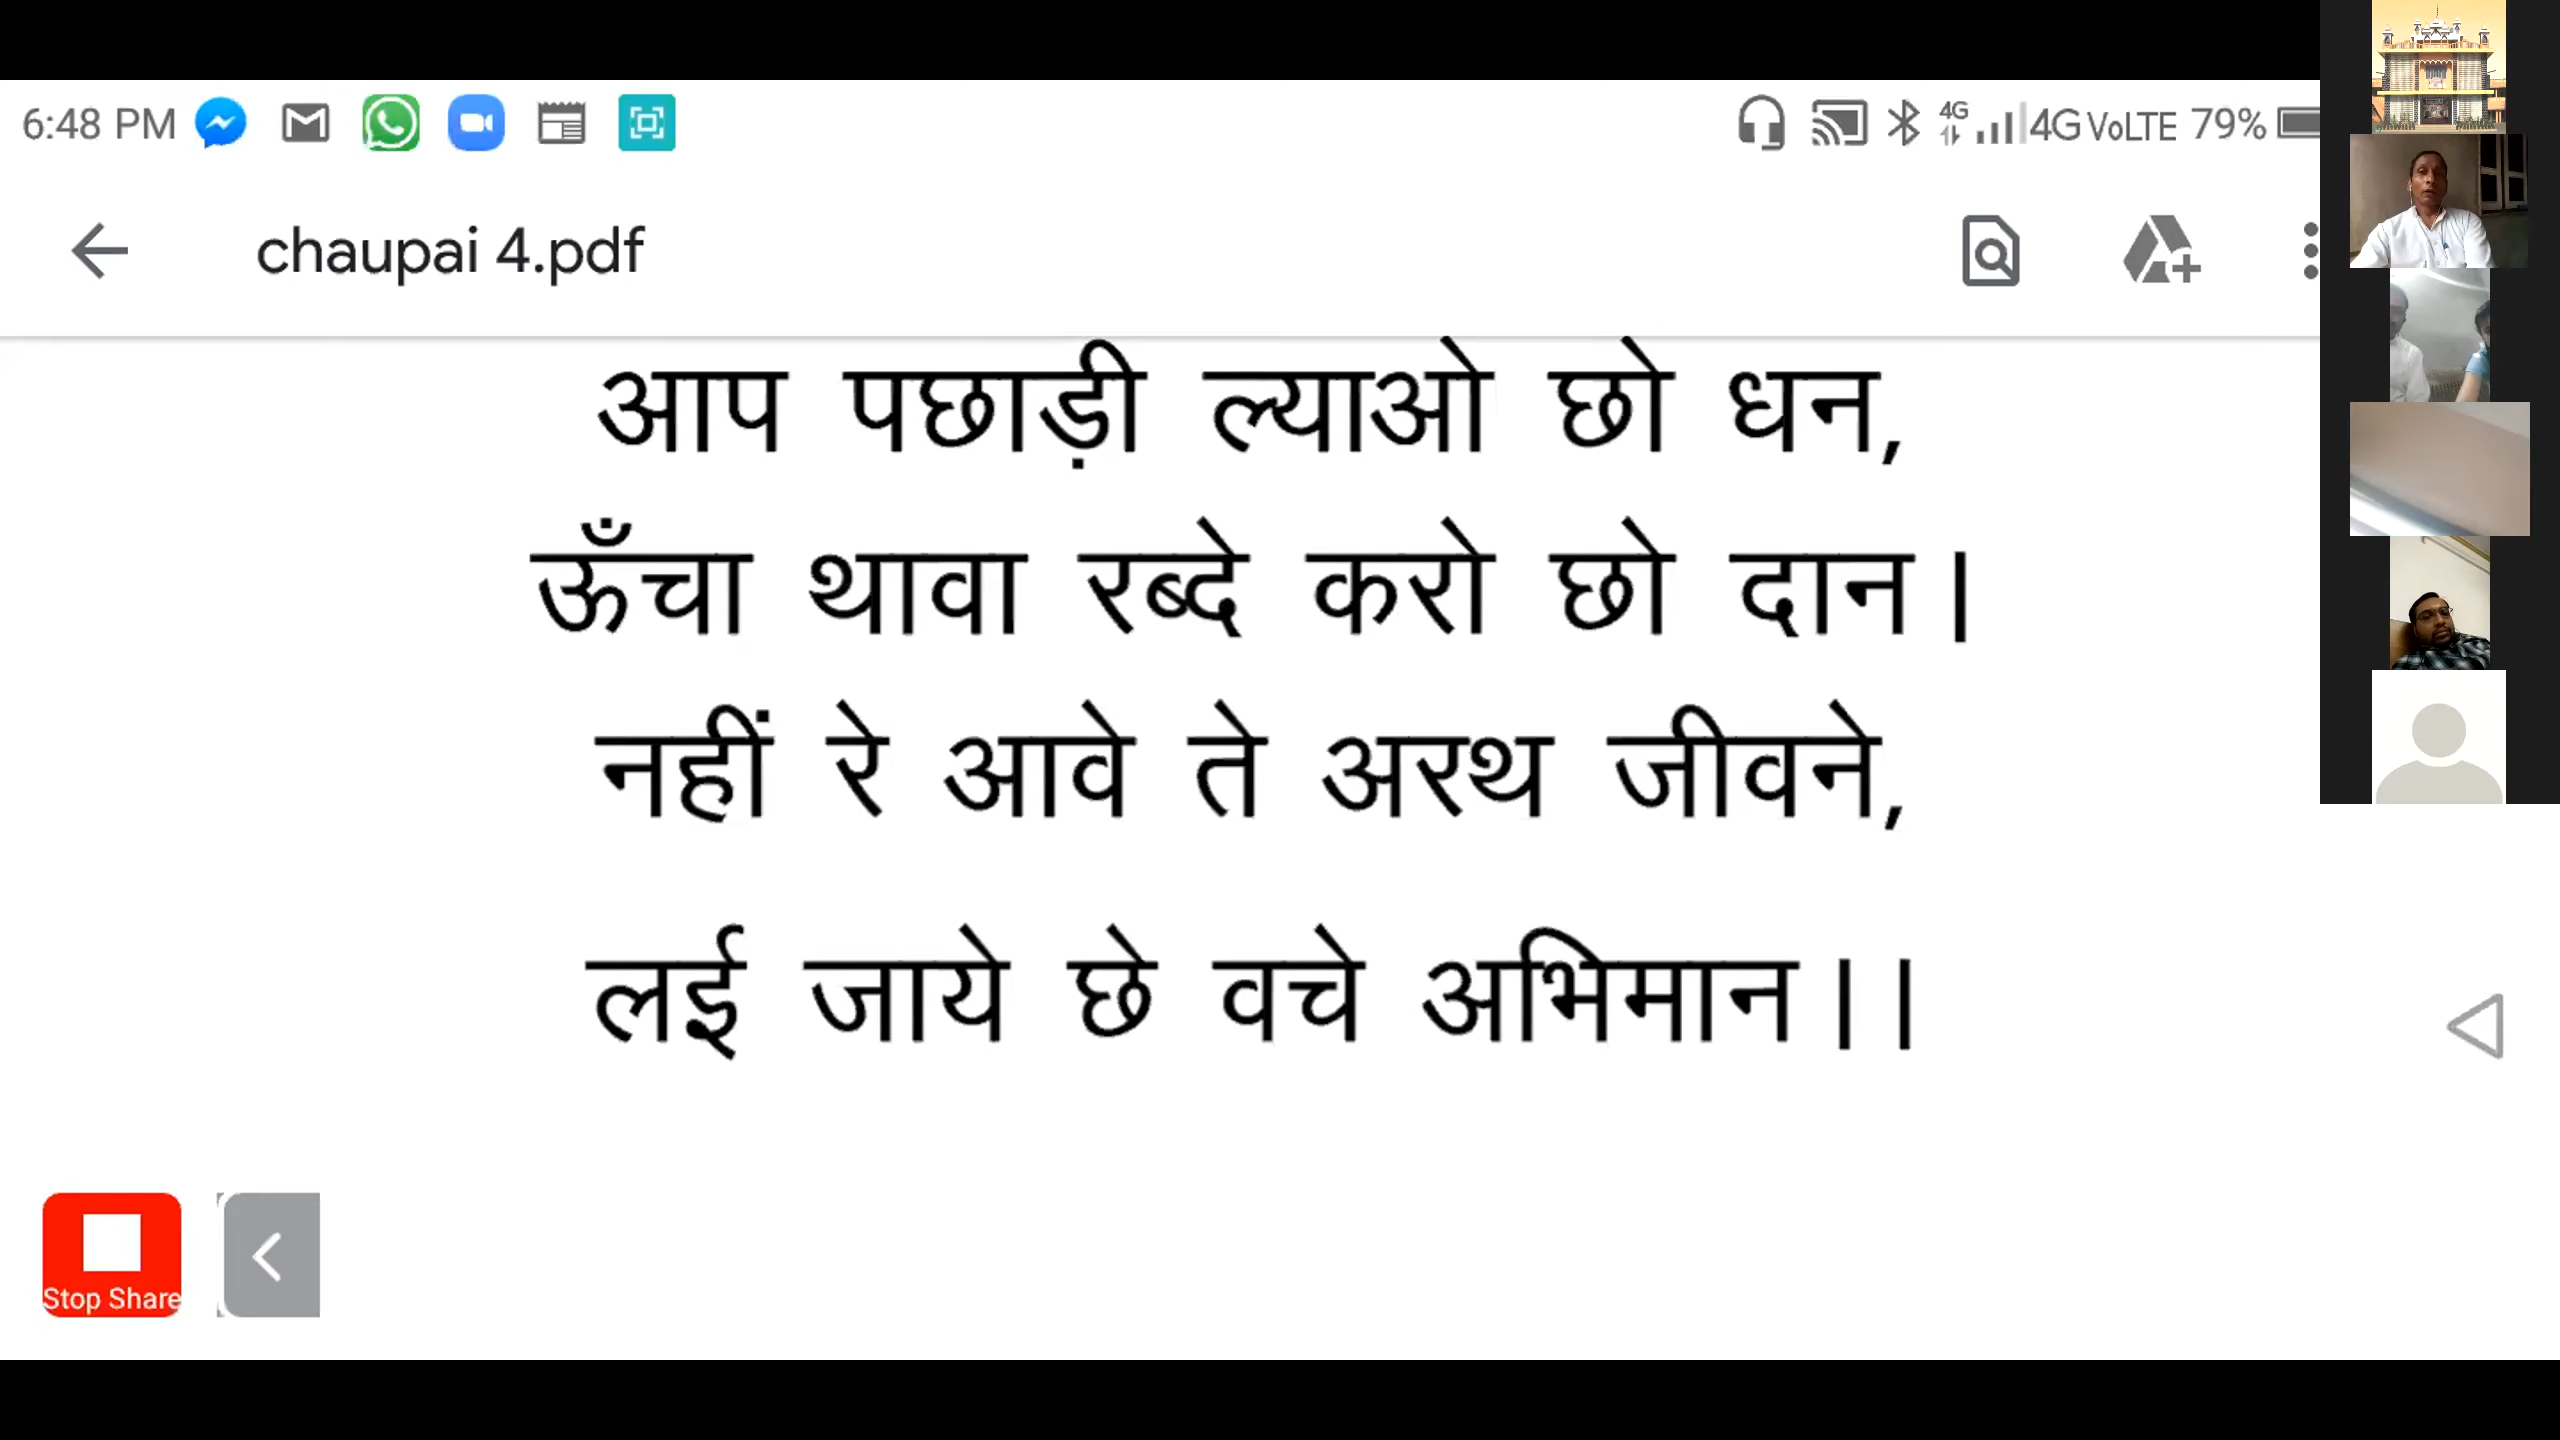 6:48 PM 4G 4G VoLTE 79%
chaupai 4.pdf
आप पछाड़ी ल्याओ छो धन,
ऊँचा थावा रब्दे करो छो दान।
नहीं रे आवे ते अरथ जीवने,
लई जाये छे वचे अभिमान।।
Stop Share